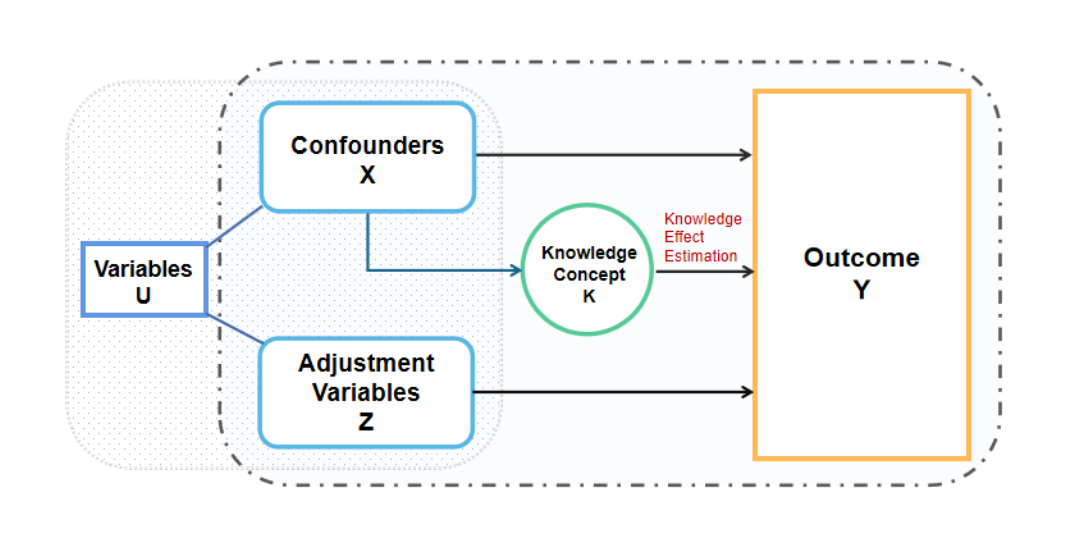 Confounders
X
Variables
U
Knowledge
Concept
K
Knowledge
Effect
Estimation
Outcome
Y
Adjustment
Variables
Z